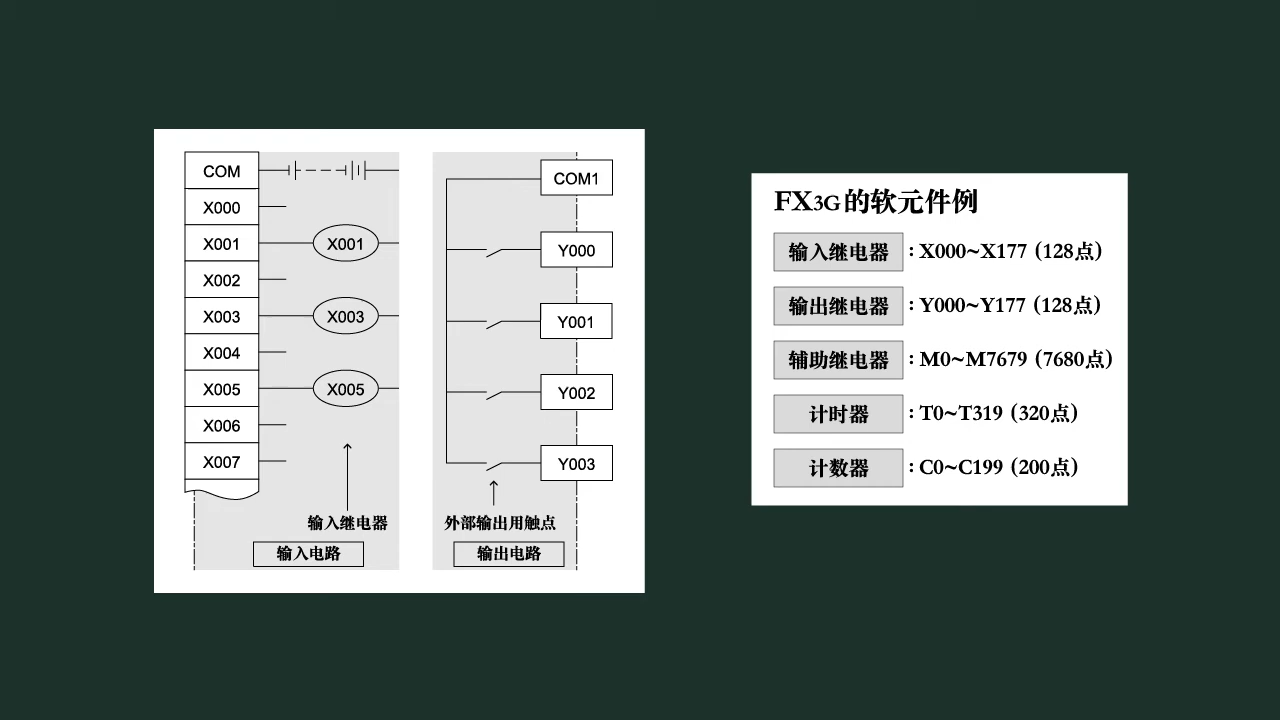 COM
X000
X001
X001
X002
X003
X003
X004
X005
X005
X006
X007
输入继电器
输入电路
COM1
Y000
Y001
Y002
Y003
外部输出用触点
输出电路
FX3G的软元件例
输入继电器：X000~X177（128点）
输出继电器：Y000~Y177（128点）
辅助继电器：M0~M7679（7680点）
计时器：T0~T319（320点）
计数器：C0~C199（200点）